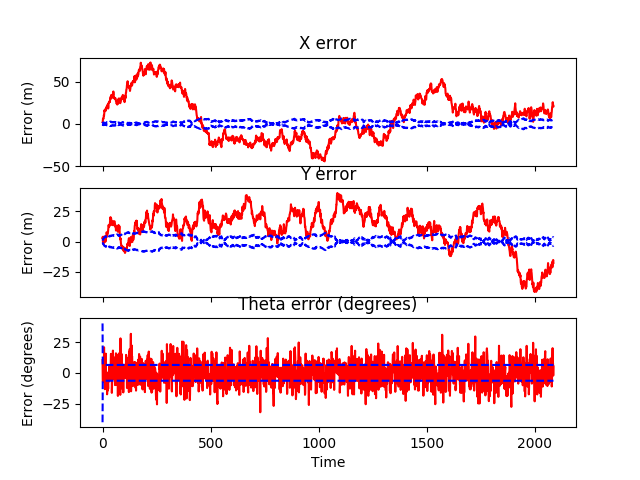 X error
Error (m)
50
0
−50
Y error
Error (m)
25
0
−25
Theta error (degrees)
Error (degrees)
25
0
−25
0 500 1000 1500 2000
Time